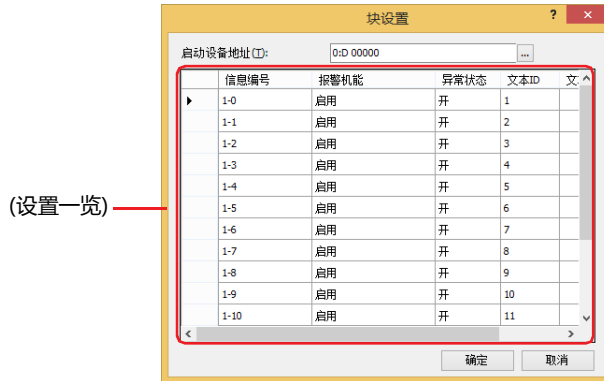 块设置
?
×
启动设备地址(T): 0:D 00000 ...
信息编号 报警机能 异常状态 文本ID 文
1-0 启用 开 1
1-1 启用 开 2
1-2 启用 开 3
1-3 启用 开 4
1-4 启用 开 5
(设置一览)
1-5 启用 开 6
1-6 启用 开 7
1-7 启用 开 8
1-8 启用 开 9
1-9 启用 开 10
1-10 启用 开 11
确定 取消